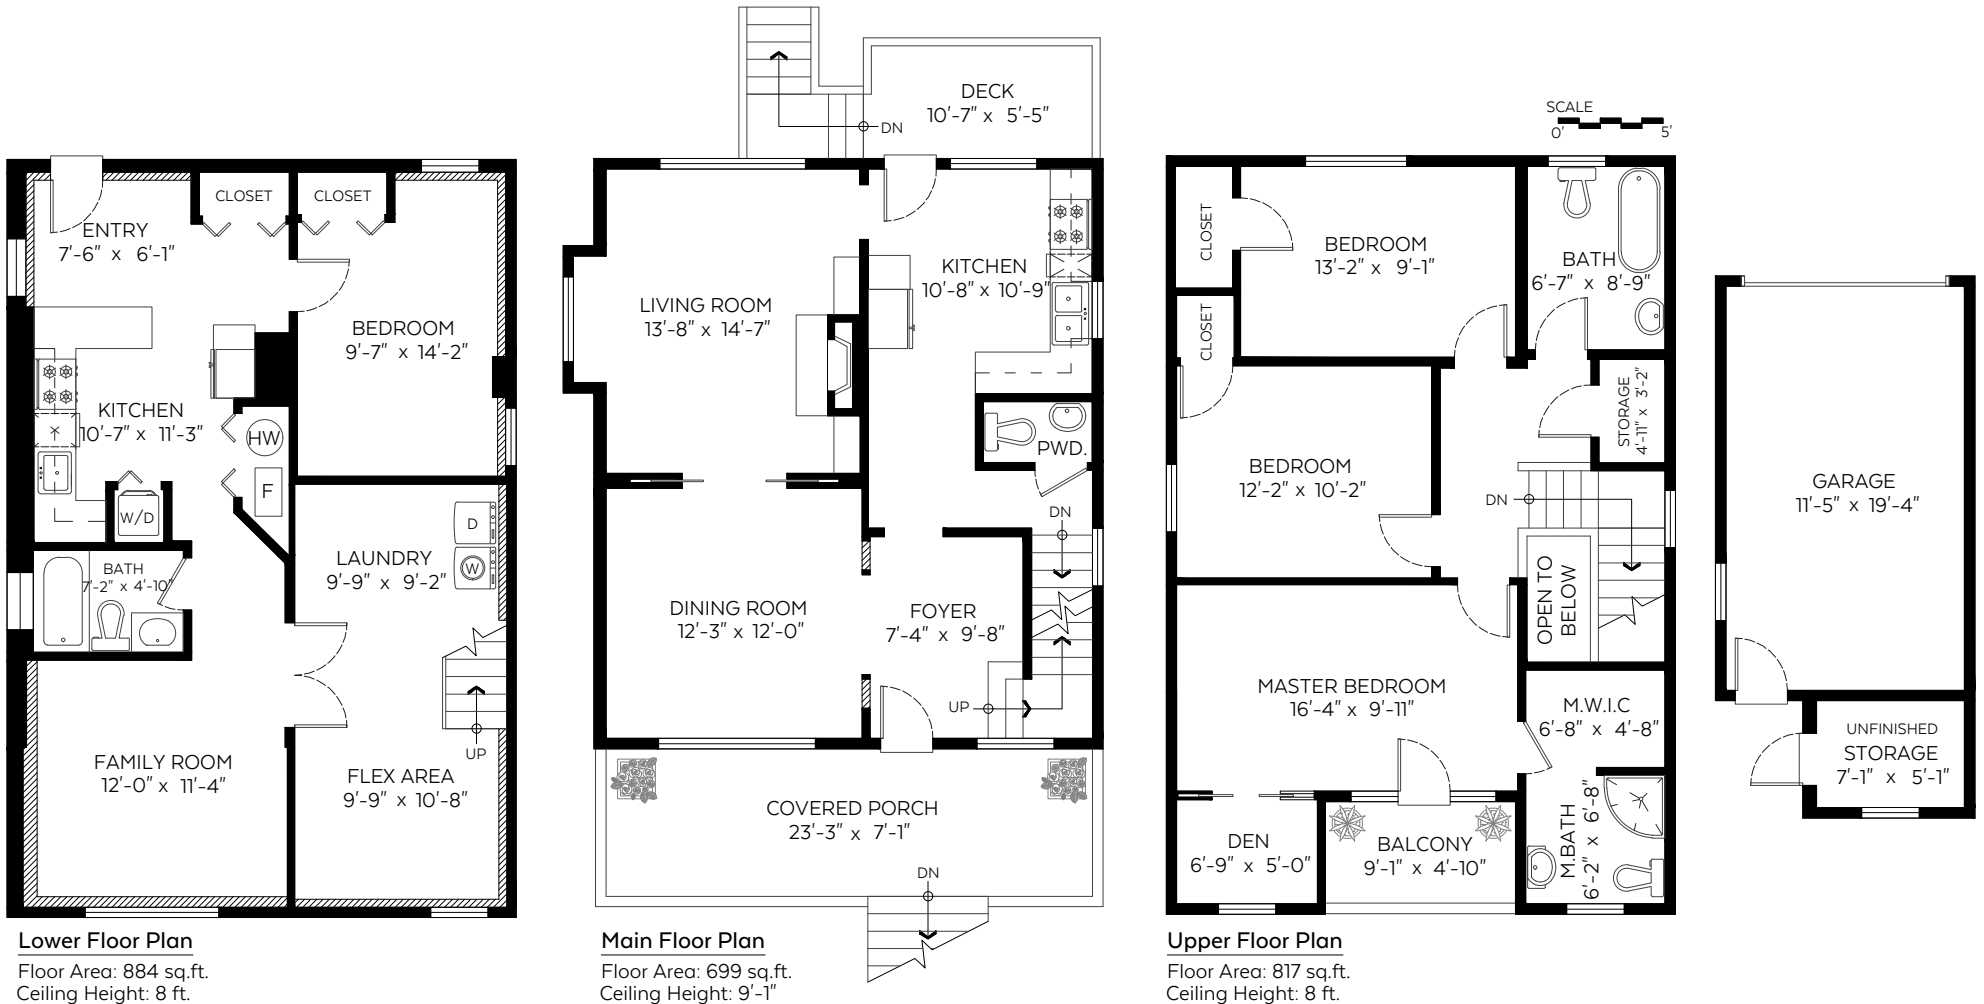 CLOSET
CLOSET
ENTRY
7'-6" x 6'-1"
BEDROOM
9'-7" x 14'-2"
KITCHEN
10'-7" x 11'-3"
HW
F
W/D
BATH
7'-2" x 4'-10"
LAUNDRY
9'-9" x 9'-2"
D
W
FAMILY ROOM
12'-0" x 11'-4"
FLEX AREA
9'-9" x 10'-8"
UP
Lower Floor Plan
Floor Area: 884 sq.ft.
Ceiling Height: 8 ft.
DECK
10'-7" x 5'-5"
DN
LIVING ROOM
13'-8" x 14'-7"
KITCHEN
10'-8" x 10'-9"
PWD.
DN
DINING ROOM
12'-3" x 12'-0"
FOYER
7'-4" x 9'-8"
UP
COVERED PORCH
23'-3" x 7'-1"
DN
Main Floor Plan
Floor Area: 699 sq.ft.
Ceiling Height: 9'-1"
SCALE
0' 5'
CLOSET
BEDROOM
13'-2" x 9'-1"
BATH
6'-7" x 8'-9"
CLOSET
STORAGE
4'-11" x 3'-2"
BEDROOM
12'-2" x 10'-2"
DN
OPEN TO
BELOW
MASTER BEDROOM
16'-4" x 9'-11"
M.W.I.C
6'-8" x 4'-8"
DEN
6'-9" x 5'-0"
BALCONY
9'-1" x 4'-10"
M.BATH
6'-2" x 6'-8"
Upper Floor Plan
Floor Area: 817 sq.ft.
Ceiling Height: 8 ft.
GARAGE
11'-5" x 19'-4"
UNFINISHED
STORAGE
7'-1" x 5'-1"